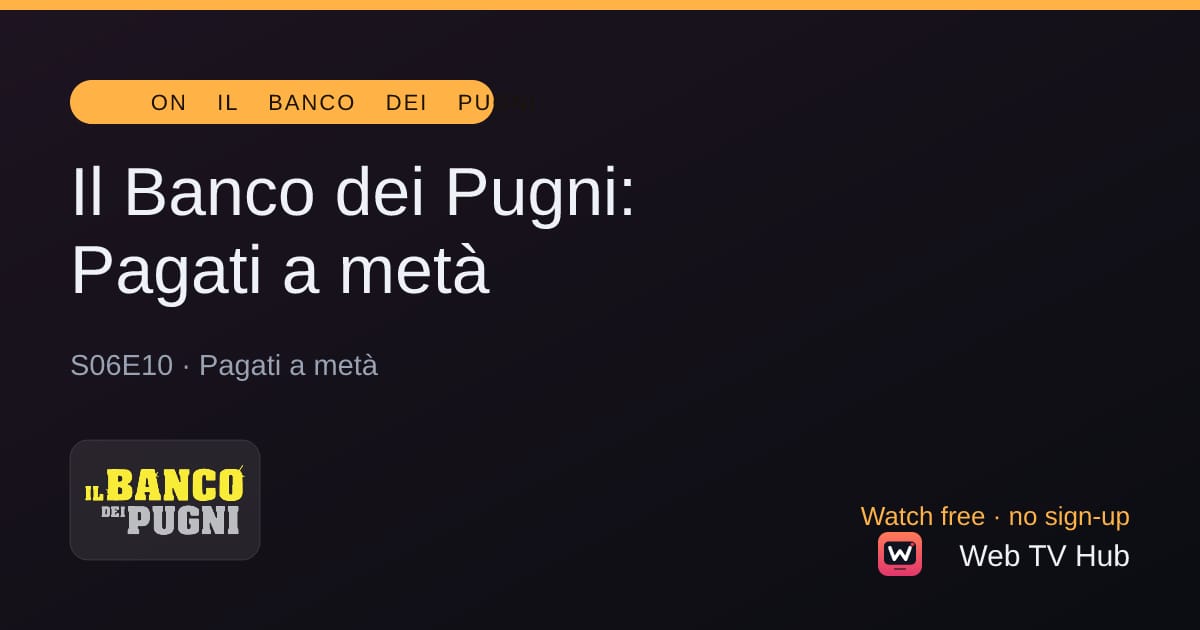 ON IL BANCO DEI PUGNI
Il Banco dei Pugni:
Pagati a metà
S06E10 · Pagati a metà
IL BANCO
DEI PUGNI
Watch free · no sign-up
W
Web TV Hub